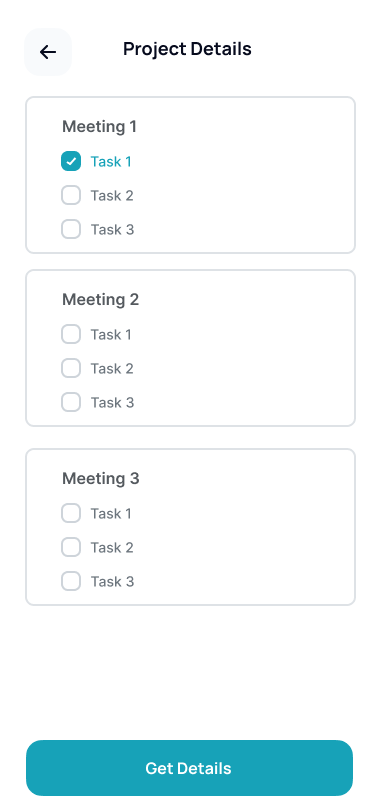 Project Details
Meeting 1
Task 1
Task 2
Task 3
Meeting 2
Task 1
Task 2
Task 3
Meeting 3
Task 1
Task 2
Task 3
Get Details